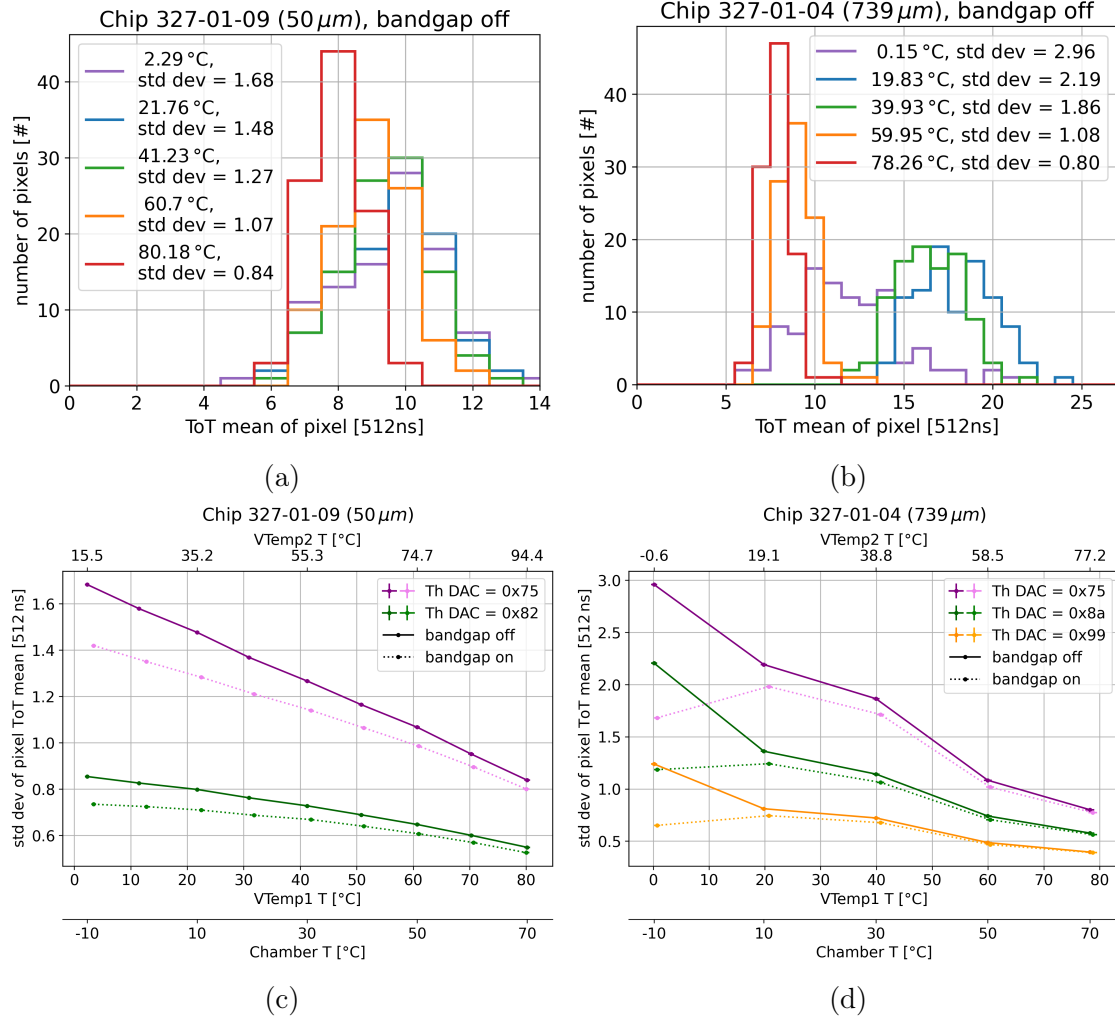 Chip 327-01-09 (50 μm), bandgap off
2.29 °C,
std dev = 1.68
21.76 °C,
std dev = 1.48
41.23 °C,
std dev = 1.27
60.7 °C,
std dev = 1.07
80.18 °C,
std dev = 0.84
number of pixels [#]
0
10
20
30
40
0 2 4 6 8 10 12 14
ToT mean of pixel [512ns]
(a)
Chip 327-01-04 (739 μm), bandgap off
0.15 °C, std dev = 2.96
19.83 °C, std dev = 2.19
39.93 °C, std dev = 1.86
59.95 °C, std dev = 1.08
78.26 °C, std dev = 0.80
number of pixels [#]
0
10
20
30
40
0 5 10 15 20 25
ToT mean of pixel [512ns]
(b)
Chip 327-01-09 (50 μm)
VTemp2 T [°C]
15.5 35.2 55.3 74.7 94.4
Th DAC = 0x75
Th DAC = 0x82
bandgap off
bandgap on
std dev of pixel ToT mean [512 ns]
1.6
1.4
1.2
1.0
0.8
0.6
0 10 20 30 40 50 60 70 80
VTemp1 T [°C]
-10 10 30 50 70
Chamber T [°C]
(c)
Chip 327-01-04 (739 μm)
VTemp2 T [°C]
-0.6 19.1 38.8 58.5 77.2
Th DAC = 0x75
Th DAC = 0x8a
Th DAC = 0x99
bandgap off
bandgap on
std dev of pixel ToT mean [512 ns]
3.0
2.5
2.0
1.5
1.0
0.5
0 10 20 30 40 50 60 70 80
VTemp1 T [°C]
-10 10 30 50 70
Chamber T [°C]
(d)